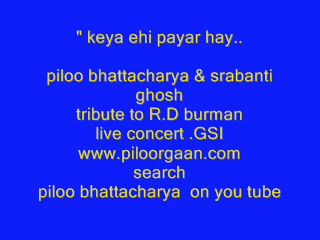 " keya ehi payar hay..
piloo bhattacharya & srabanti
ghosh
tribute to R.D burman
live concert .GSI
www.piloorgaan.com
search
piloo bhattacharya on you tube